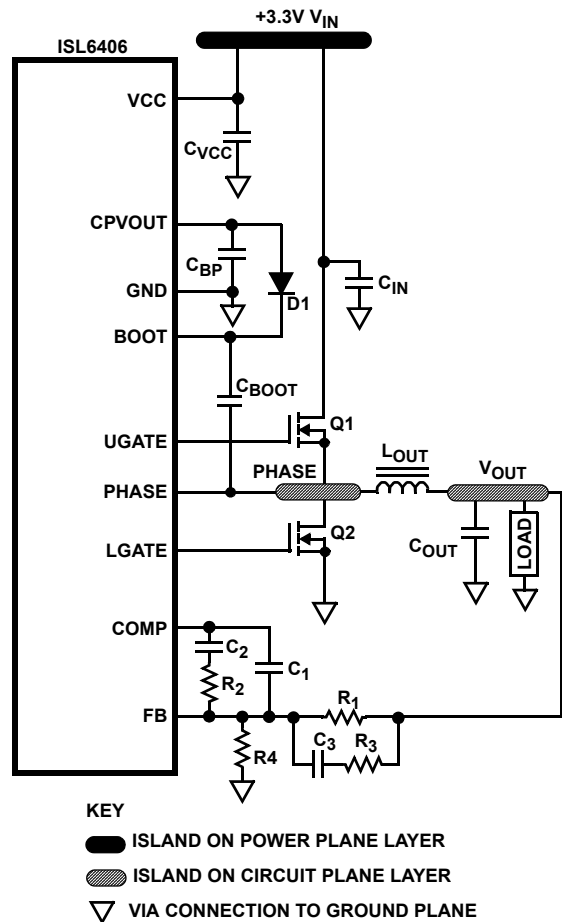 +3.3V VIN
ISL6406
VCC
CVCC
CPVOUT
CBP
GND
D1
CIN
BOOT
CBOOT
UGATE
Q1
PHASE
PHASE
LOUT
VOUT
LGATE
Q2
COUT
LOAD
COMP
C2
C1
R2
FB
R1
R4
C3
R3
KEY
ISLAND ON POWER PLANE LAYER
ISLAND ON CIRCUIT PLANE LAYER
VIA CONNECTION TO GROUND PLANE